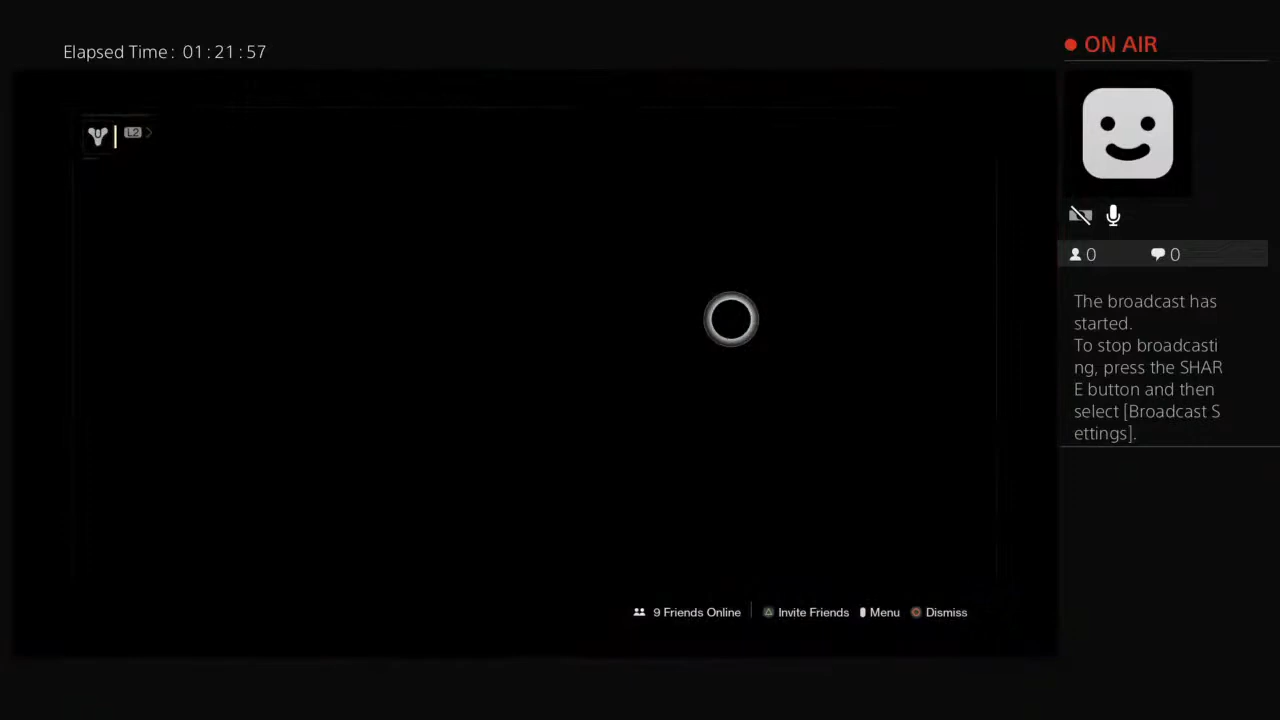 Elapsed Time: 01:21:57
ON AIR
L2
0 0
The broadcast has
started.
To stop broadcasti
ng, press the SHAR
E button and then
select [Broadcast S
ettings].
9 Friends Online Invite Friends Menu Dismiss